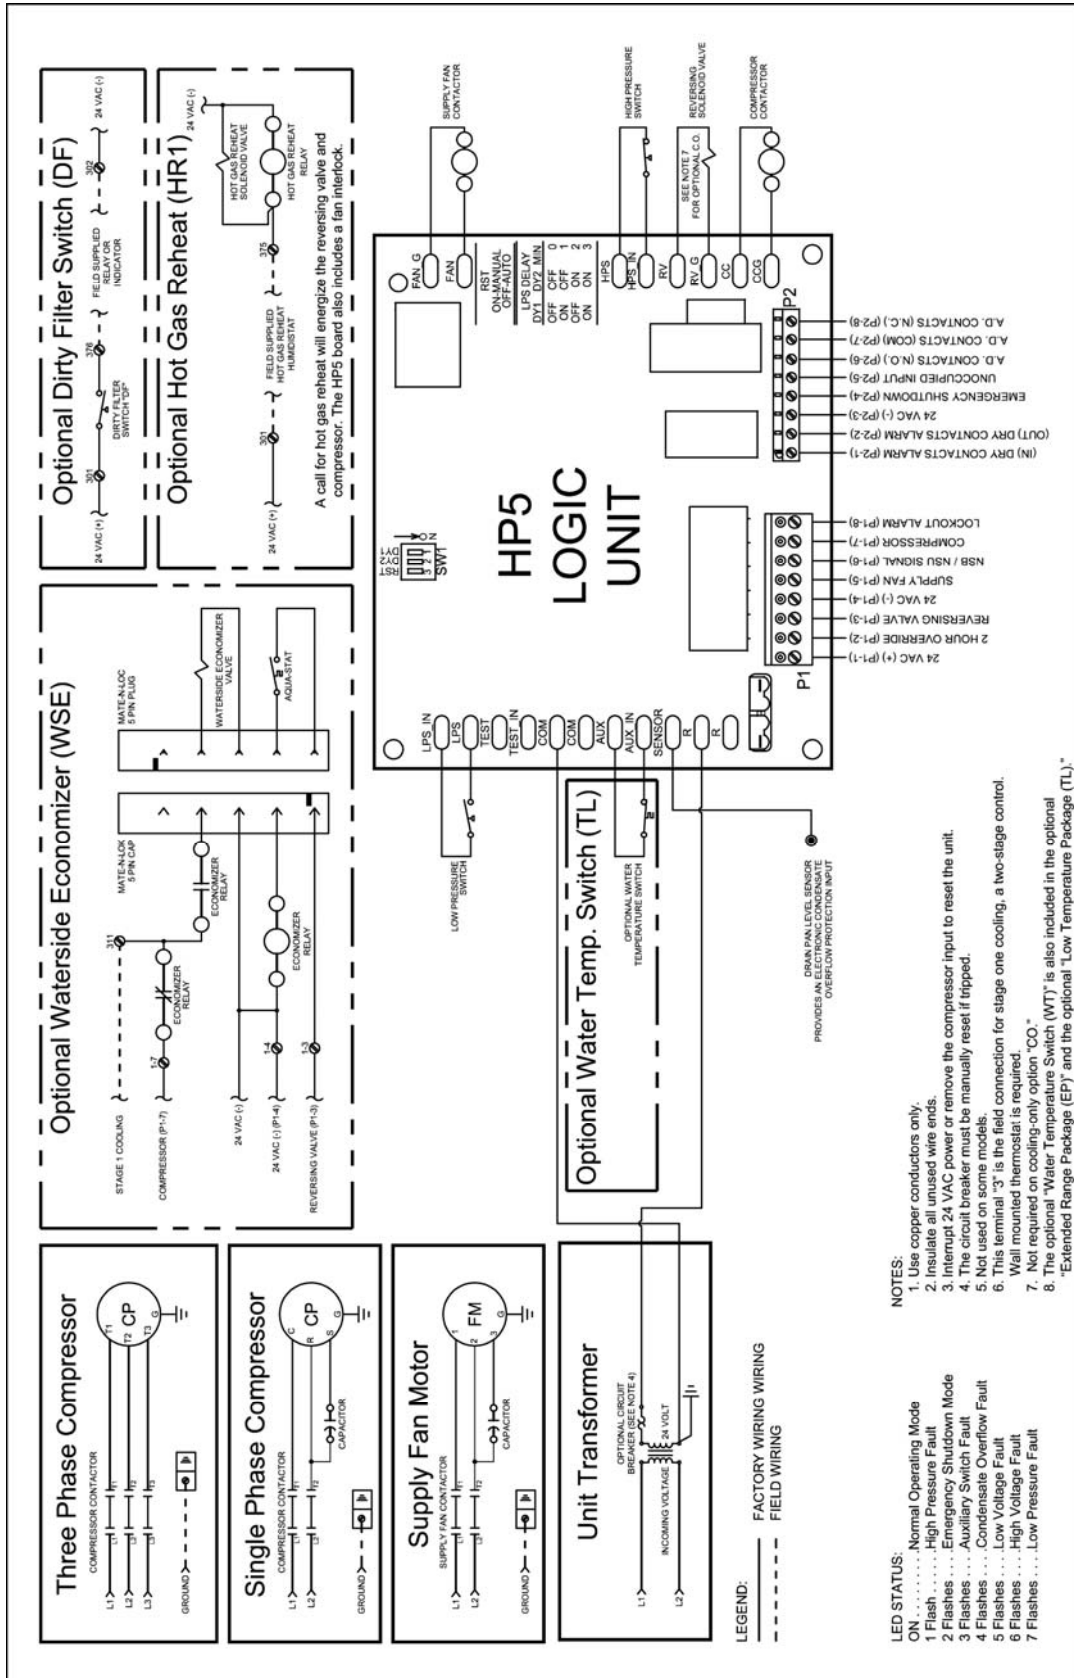 Three Phase Compressor
COMPRESSOR CONTACTOR
L1
L1
T1
T1
L2
L2
T2
T2
L3
L3
T3
T3
CP
G
GROUND
Single Phase Compressor
COMPRESSOR CONTACTOR
L1
L1
T1
C
L2
L2
T2
R
S
CP
G
CAPACITOR
GROUND
Supply Fan Motor
SUPPLY FAN CONTACTOR
L1
L1
T1
1
L2
L2
T2
2
3
FM
G
CAPACITOR
GROUND
Unit Transformer
OPTIONAL CIRCUIT
BREAKER (SEE NOTE 4)
L1
L2
INCOMING VOLTAGE
24 VOLT
LEGEND:
FACTORY WIRING WIRING
FIELD WIRING
Optional Waterside Economizer (WSE)
STAGE 1 COOLING
311
COMPRESSOR (P1-7)
1-7
ECONOMIZER
RELAY
ECONOMIZER
RELAY
24 VAC (-)
24 VAC (-) (P1-4)
1-4
ECONOMIZER
RELAY
REVERSING VALVE (P1-3)
1-3
MATE-N-LOK
5 PIN CAP
MATE-N-LOC
5 PIN PLUG
WATERSIDE ECONOMIZER
VALVE
AQUA-STAT
Optional Dirty Filter Switch (DF)
24 VAC (+)
301
DIRTY FILTER
SWITCH "DF"
376
FIELD SUPPLIED
RELAY OR
INDICATOR
302
24 VAC (-)
Optional Hot Gas Reheat (HR1)
24 VAC (-)
HOT GAS REHEAT
SOLENOID VALVE
HOT GAS REHEAT
RELAY
24 VAC (+)
301
FIELD SUPPLIED
HOT GAS REHEAT
HUMIDISTAT
375
A call for hot gas reheat will energize the reversing valve and
compressor. The HP5 board also includes a fan interlock.
LOW PRESSURE
SWITCH
Optional Water Temp. Switch (TL)
OPTIONAL WATER
TEMPERATURE SWITCH
DRAIN PAN LEVEL SENSOR
PROVIDES AN ELECTRONIC CONDENSATE
OVERFLOW PROTECTION INPUT
LPS_IN
LPS
TEST
TEST_IN
COM
COM
AUX
AUX_IN
SENSOR
R
R
HP5
LOGIC
UNIT
RST
DY2
DY1
3 2 1
SW1
ON
FAN_G
FAN
RST
ON-MANUAL
OFF-AUTO
LPS DELAY
DY1 DY2 MIN
OFF OFF 0
ON OFF 1
OFF ON 2
ON ON 3
HPS
HPS_IN
RV
RV_G
CC
CCG
SUPPLY FAN
CONTACTOR
HIGH PRESSURE
SWITCH
REVERSING
SOLENOID VALVE
SEE NOTE 7
FOR OPTIONAL C.O.
COMPRESSOR
CONTACTOR
P1
24 VAC (+) (P1-1)
2 HOUR OVERRIDE (P1-2)
REVERSING VALVE (P1-3)
24 VAC (-) (P1-4)
SUPPLY FAN (P1-5)
NSB / NSU SIGNAL (P1-6)
COMPRESSOR (P1-7)
LOCKOUT ALARM (P1-8)
P2
(IN) DRY CONTACTS ALARM (P2-1)
(OUT) DRY CONTACTS ALARM (P2-2)
24 VAC (-) (P2-3)
EMERGENCY SHUTDOWN (P2-4)
UNOCCUPIED INPUT (P2-5)
A.D. CONTACTS (N.O.) (P2-6)
A.D. CONTACTS (COM) (P2-7)
A.D. CONTACTS (N.C.) (P2-8)
LED STATUS:
ON . . . . . . . . .Normal Operating Mode
1 Flash . . . . . .High Pressure Fault
2 Flashes . . . .Emergency Shutdown Mode
3 Flashes . . . .Auxiliary Switch Fault
4 Flashes . . . .Condensate Overflow Fault
5 Flashes . . . .Low Voltage Fault
6 Flashes . . . .High Voltage Fault
7 Flashes . . . .Low Pressure Fault
NOTES:
1. Use copper conductors only.
2. Insulate all unused wire ends.
3. Interrupt 24 VAC power or remove the compressor input to reset the unit.
4. The circuit breaker must be manually reset if tripped.
5. Not used on some models.
6. This terminal "3" is the field connection for stage one cooling, a two-stage control.
Wall mounted thermostat is required.
7. Not required on cooling-only option "CO."
8. The optional "Water Temperature Switch (WT)" is also included in the optional
"Extended Range Package (EP)" and the optional "Low Temperature Package (TL)."